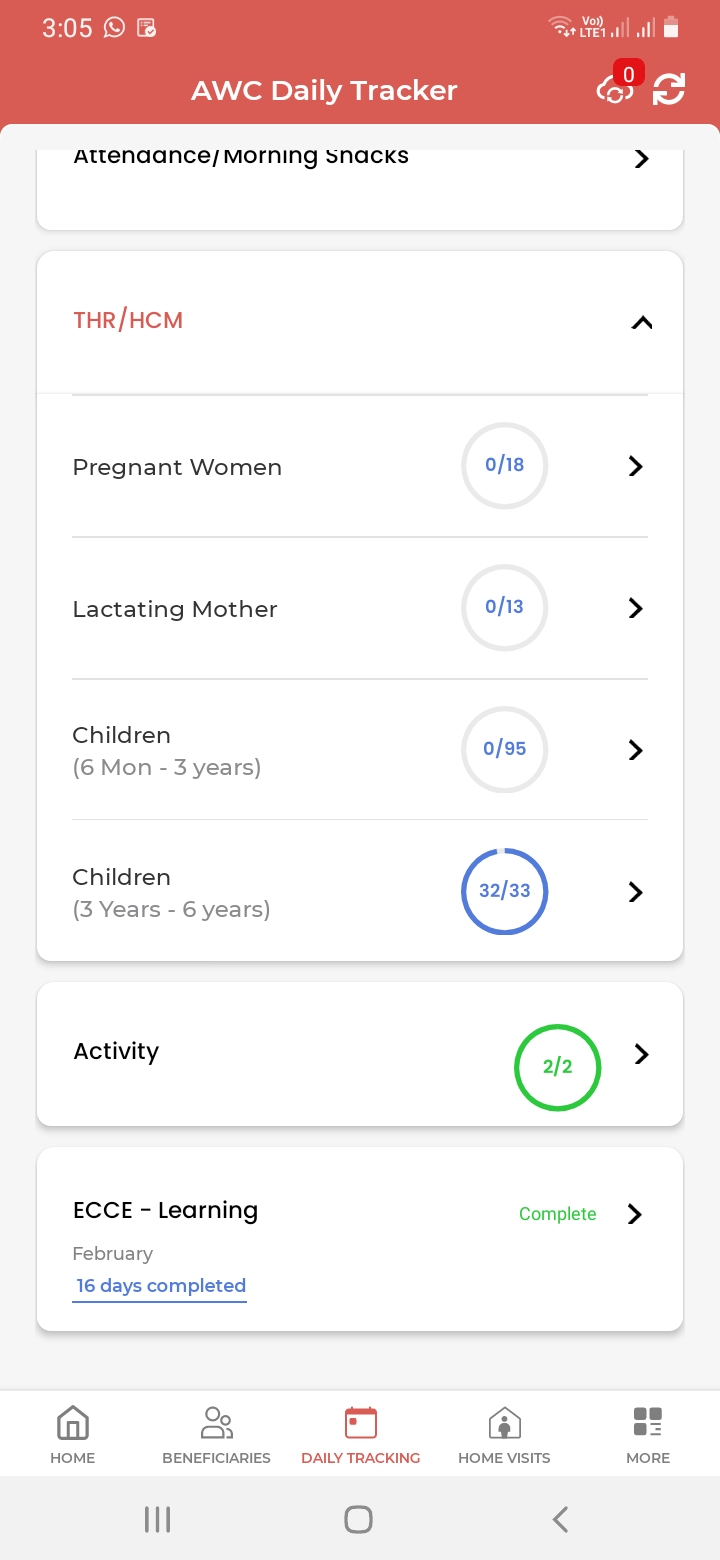 3:05
Vo))
LTE1
AWC Daily Tracker
0
Attendance/Morning Snacks
THR/HCM
Pregnant Women
0/18
Lactating Mother
0/13
Children
(6 Mon - 3 years)
0/95
Children
(3 Years - 6 years)
32/33
Activity
2/2
ECCE - Learning
Complete
February
16 days completed
HOME
BENEFICIARIES
DAILY TRACKING
HOME VISITS
MORE